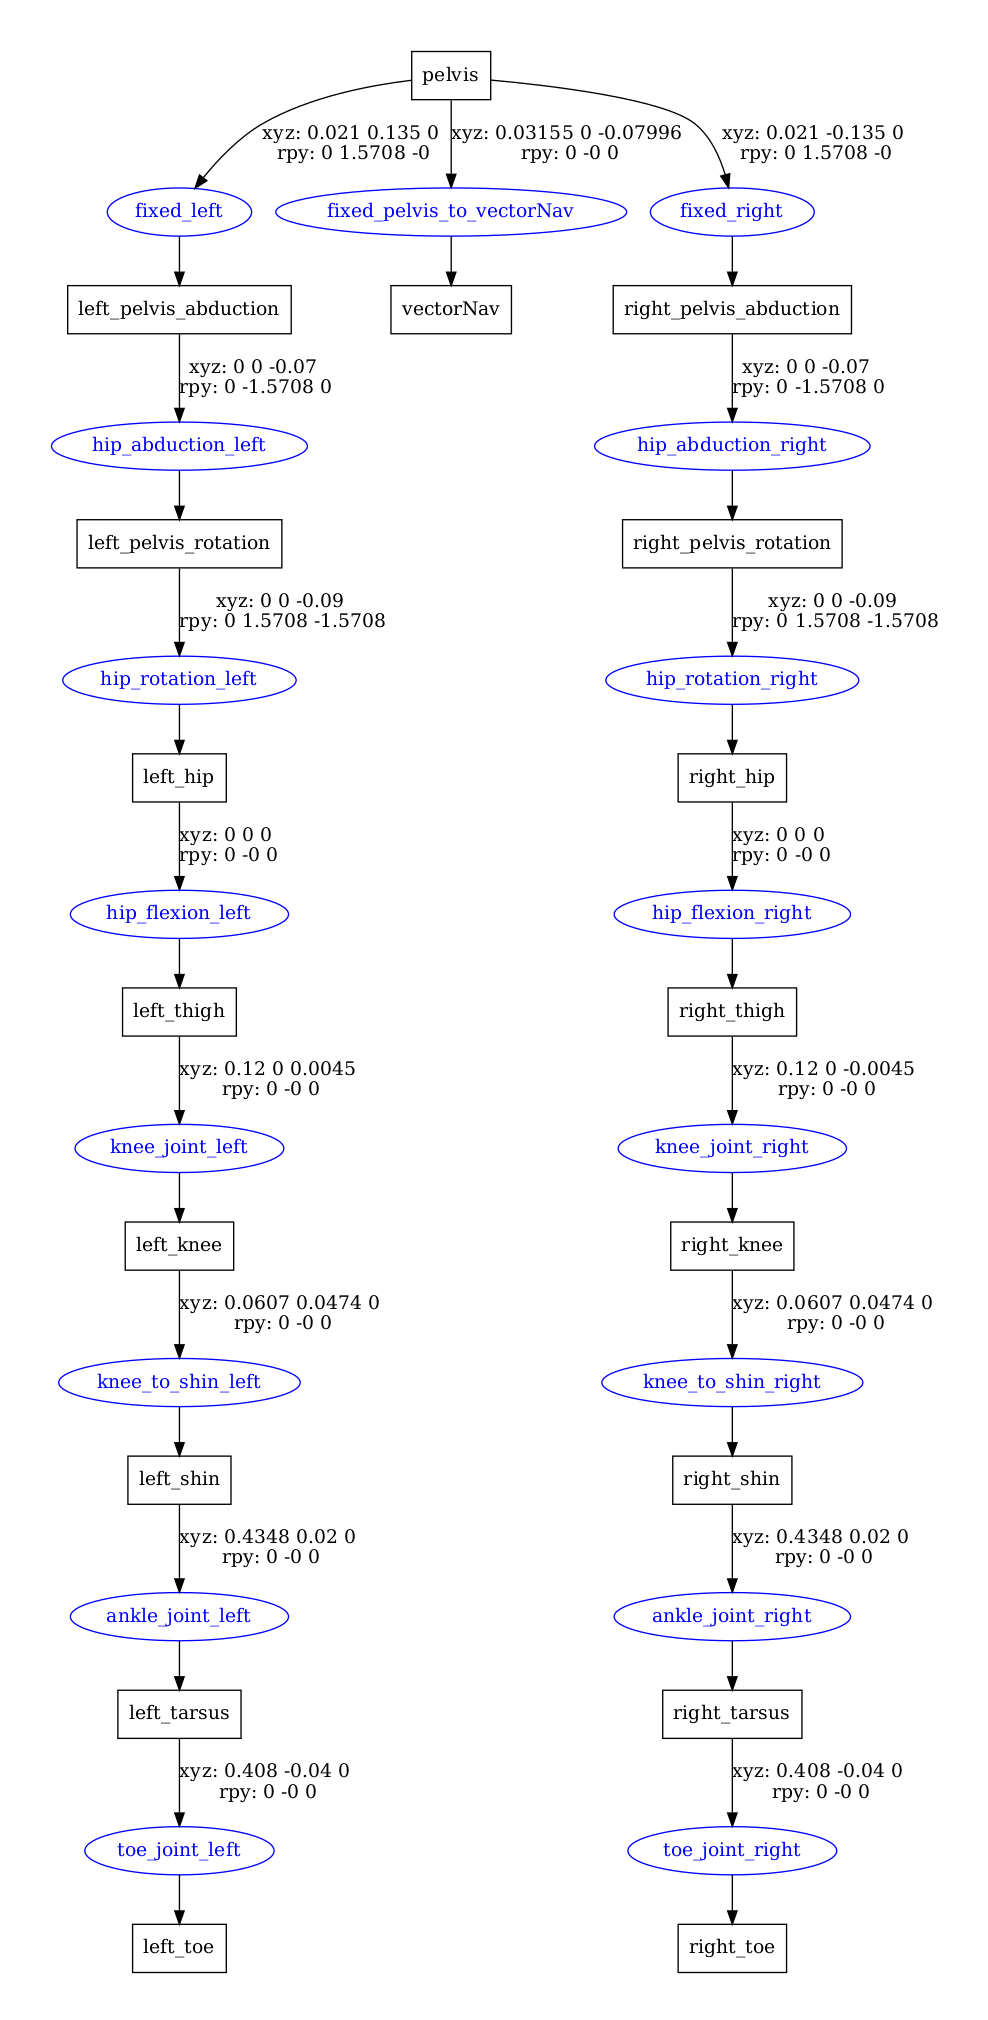 pelvis
xyz: 0.021 0.135 0
rpy: 0 1.5708 -0
xyz: 0.03155 0 -0.07996
rpy: 0 -0 0
xyz: 0.021 -0.135 0
rpy: 0 1.5708 -0
fixed_left
fixed_pelvis_to_vectorNav
fixed_right
left_pelvis_abduction
vectorNav
right_pelvis_abduction
xyz: 0 0 -0.07
rpy: 0 -1.5708 0
xyz: 0 0 -0.07
rpy: 0 -1.5708 0
hip_abduction_left
hip_abduction_right
left_pelvis_rotation
right_pelvis_rotation
xyz: 0 0 -0.09
rpy: 0 1.5708 -1.5708
xyz: 0 0 -0.09
rpy: 0 1.5708 -1.5708
hip_rotation_left
hip_rotation_right
left_hip
right_hip
xyz: 0 0 0
rpy: 0 -0 0
xyz: 0 0 0
rpy: 0 -0 0
hip_flexion_left
hip_flexion_right
left_thigh
right_thigh
xyz: 0.12 0 0.0045
rpy: 0 -0 0
xyz: 0.12 0 -0.0045
rpy: 0 -0 0
knee_joint_left
knee_joint_right
left_knee
right_knee
xyz: 0.0607 0.0474 0
rpy: 0 -0 0
xyz: 0.0607 0.0474 0
rpy: 0 -0 0
knee_to_shin_left
knee_to_shin_right
left_shin
right_shin
xyz: 0.4348 0.02 0
rpy: 0 -0 0
xyz: 0.4348 0.02 0
rpy: 0 -0 0
ankle_joint_left
ankle_joint_right
left_tarsus
right_tarsus
xyz: 0.408 -0.04 0
rpy: 0 -0 0
xyz: 0.408 -0.04 0
rpy: 0 -0 0
toe_joint_left
toe_joint_right
left_toe
right_toe